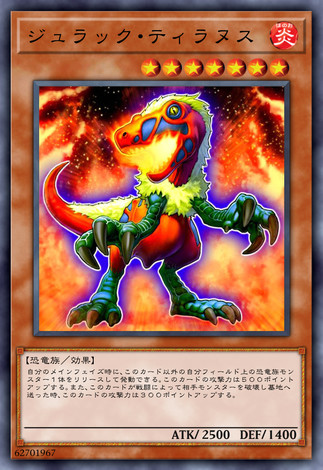 ジュラック・ティラヌス
ほのお
炎
【恐竜族／効果】
自分のメインフェイズ時に、このカード以外の自分フィールド上の恐竜族モン
スター１体をリリースして発動できる。このカードの攻撃力は５００ポイント
アップする。また、このカードが戦闘によって相手モンスターを破壊し墓地へ
送った時、このカードの攻撃力は３００ポイントアップする。
ATK/ 2500 DEF/ 1400
62701967